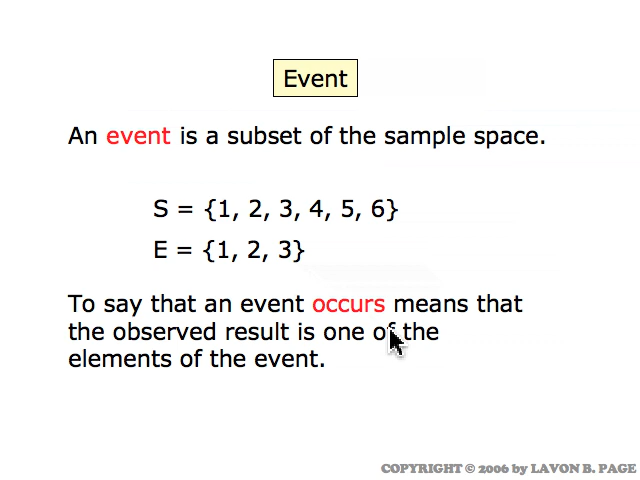 Event
An event is a subset of the sample space.
S = {1, 2, 3, 4, 5, 6}
E = {1, 2, 3}
To say that an event occurs means that
the observed result is one of the
elements of the event.
COPYRIGHT © 2006 by LAVON B. PAGE